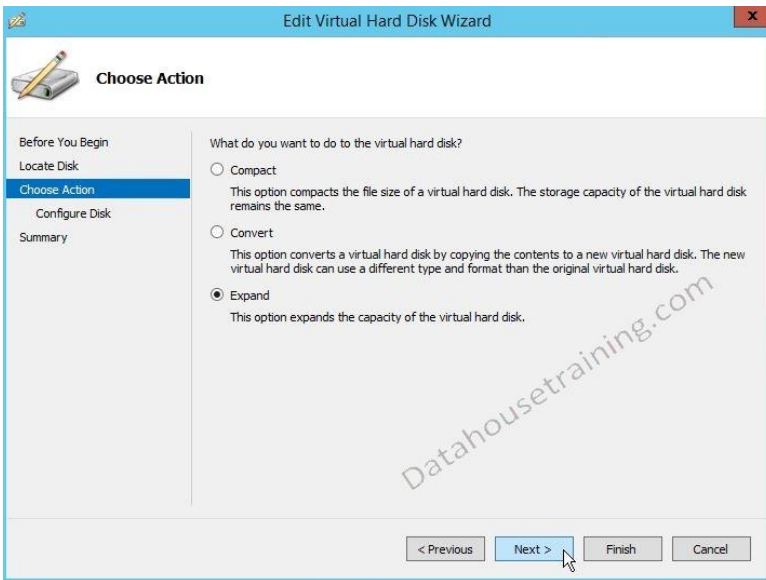 Edit Virtual Hard Disk Wizard
x
Choose Action
Before You Begin
Locate Disk
Choose Action
Configure Disk
Summary
What do you want to do to the virtual hard disk?
Compact
This option compacts the file size of a virtual hard disk. The storage capacity of the virtual hard disk
remains the same.
Convert
This option converts a virtual hard disk by copying the contents to a new virtual hard disk. The new
virtual hard disk can use a different type and format than the original virtual hard disk.
Expand
This option expands the capacity of the virtual hard disk.
Datahousetraining.com
< Previous
Next >
Finish
Cancel